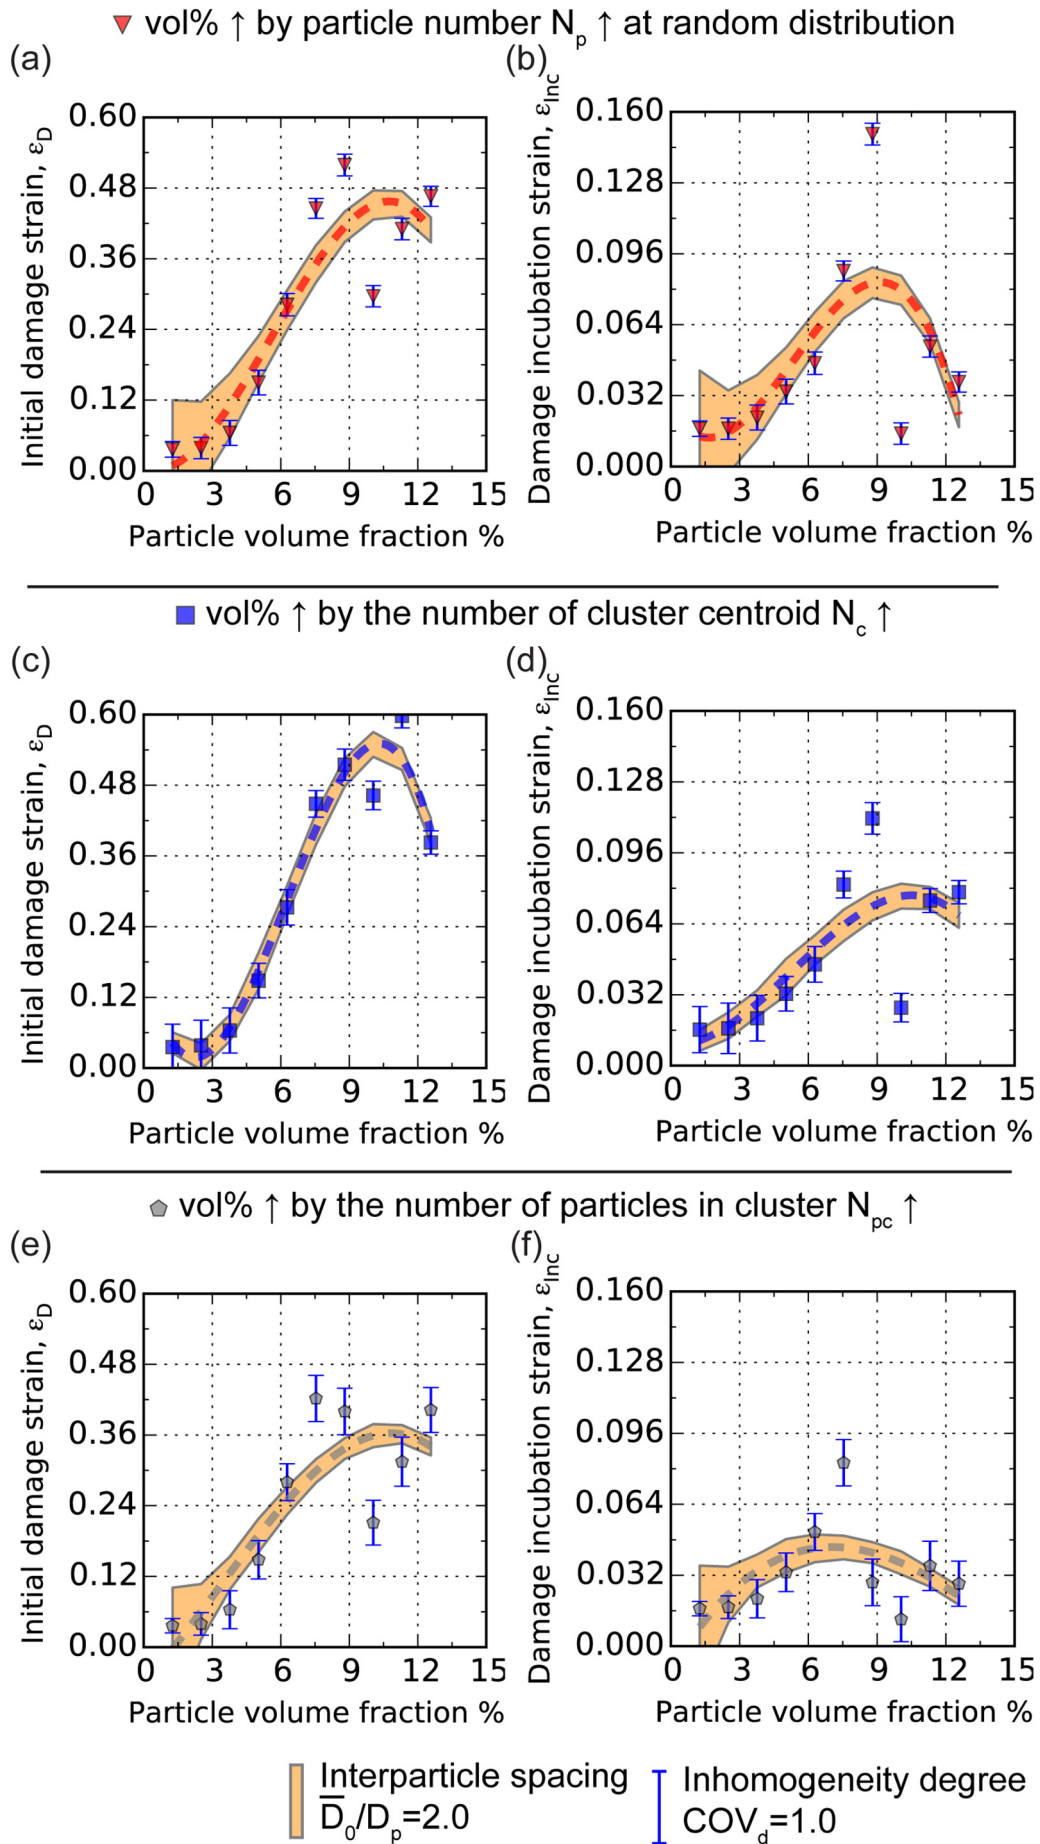 vol% ↑ by particle number Np ↑ at random distribution
(a)
(b)
Initial damage strain, εD
0.60
0.48
0.36
0.24
0.12
0.00
0 3 6 9 12 15
Particle volume fraction %
Damage incubation strain, εInc
0.160
0.128
0.096
0.064
0.032
0.000
0 3 6 9 12 15
Particle volume fraction %
vol% ↑ by the number of cluster centroid Nc ↑
(c)
(d)
Initial damage strain, εD
0.60
0.48
0.36
0.24
0.12
0.00
0 3 6 9 12 15
Particle volume fraction %
Damage incubation strain, εInc
0.160
0.128
0.096
0.064
0.032
0.000
0 3 6 9 12 15
Particle volume fraction %
vol% ↑ by the number of particles in cluster Npc ↑
(e)
(f)
Initial damage strain, εD
0.60
0.48
0.36
0.24
0.12
0.00
0 3 6 9 12 15
Particle volume fraction %
Damage incubation strain, εInc
0.160
0.128
0.096
0.064
0.032
0.000
0 3 6 9 12 15
Particle volume fraction %
Interparticle spacing
D̅0/Dp=2.0
Inhomogeneity degree
COVd=1.0